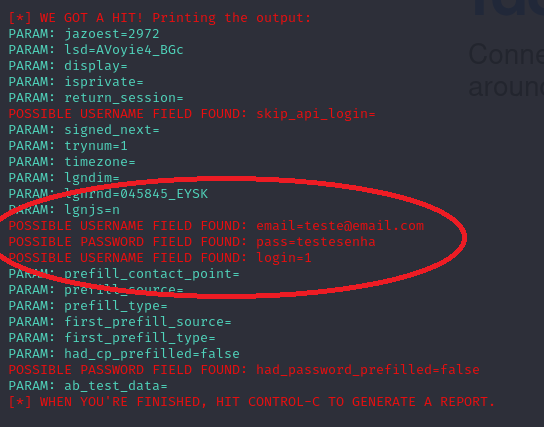 [*] WE GOT A HIT! Printing the output:
PARAM: jazoest=2972
PARAM: lsd=AVoyie4_BGc
PARAM: display=
PARAM: isprivate=
PARAM: return_session=
POSSIBLE USERNAME FIELD FOUND: skip_api_login=
PARAM: signed_next=
PARAM: trynum=1
PARAM: timezone=
PARAM: lgndim=
PARAM: lgnrnd=045845_EYSK
PARAM: lgnjs=n
POSSIBLE USERNAME FIELD FOUND: email=teste@email.com
POSSIBLE PASSWORD FIELD FOUND: pass=testesenha
POSSIBLE USERNAME FIELD FOUND: login=1
PARAM: prefill_contact_point=
PARAM: prefill_source=
PARAM: prefill_type=
PARAM: first_prefill_source=
PARAM: first_prefill_type=
PARAM: had_cp_prefilled=false
POSSIBLE PASSWORD FIELD FOUND: had_password_prefilled=false
PARAM: ab_test_data=
[*] WHEN YOU'RE FINISHED, HIT CONTROL-C TO GENERATE A REPORT.
Conne
around